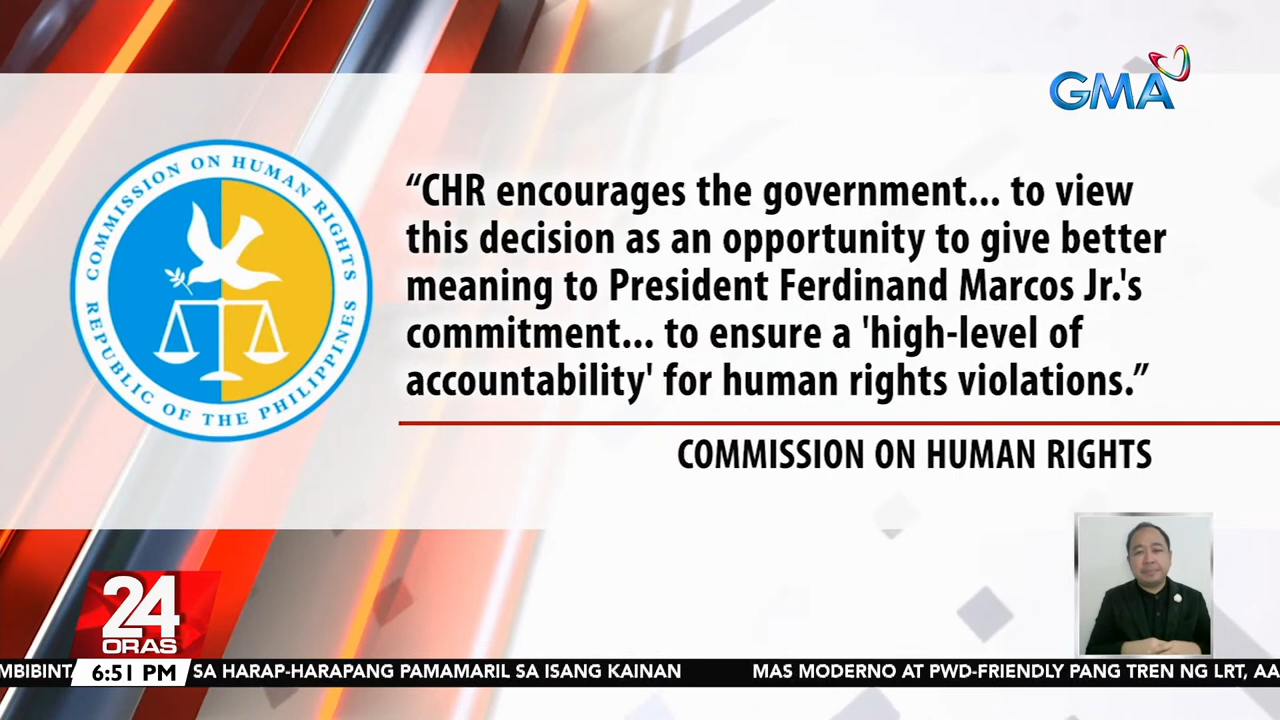 GMA
COMMISSION ON HUMAN RIGHTS
REPUBLIC OF THE PHILIPPINES
“CHR encourages the government... to view
this decision as an opportunity to give better
meaning to President Ferdinand Marcos Jr.'s
commitment... to ensure a 'high-level of
accountability' for human rights violations.”
COMMISSION ON HUMAN RIGHTS
24
ORAS
6:51 PM
SA HARAP-HARAPANG PAMAMARIL SA ISANG KAINAN
MAS MODERNO AT PWD-FRIENDLY PANG TREN NG LRT,